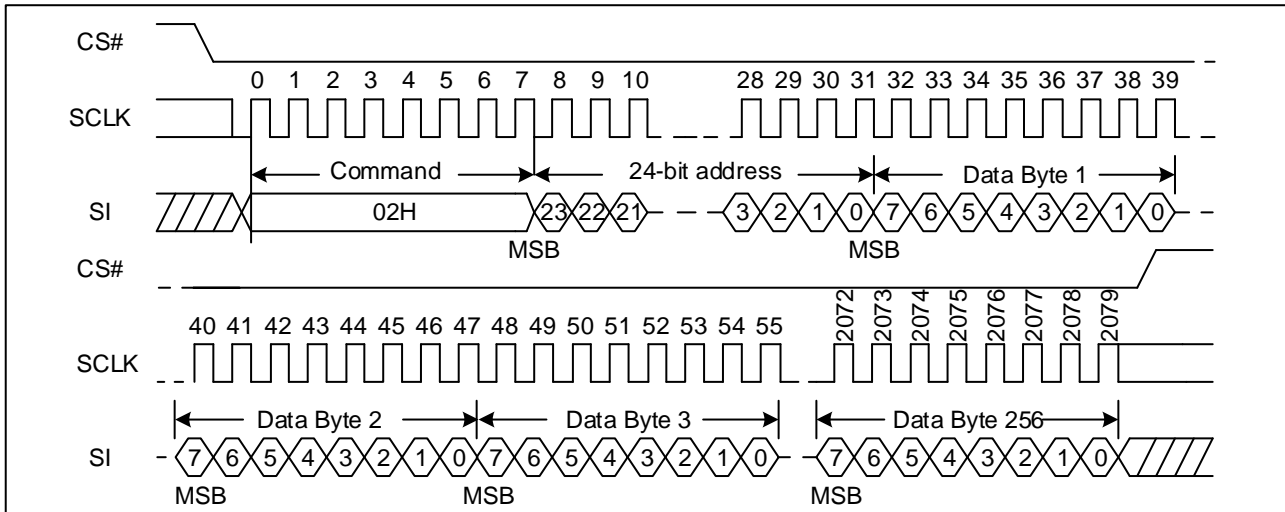 CS#
0 1 2 3 4 5 6 7 8 9 10 28 29 30 31 32 33 34 35 36 37 38 39
SCLK
Command 24-bit address Data Byte 1
SI 02H 23 22 21 3 2 1 0 7 6 5 4 3 2 1 0
MSB MSB
CS#
40 41 42 43 44 45 46 47 48 49 50 51 52 53 54 55 2072 2073 2074 2075 2076 2077 2078 2079
SCLK
Data Byte 2 Data Byte 3 Data Byte 256
SI 7 6 5 4 3 2 1 0 7 6 5 4 3 2 1 0 7 6 5 4 3 2 1 0
MSB MSB MSB